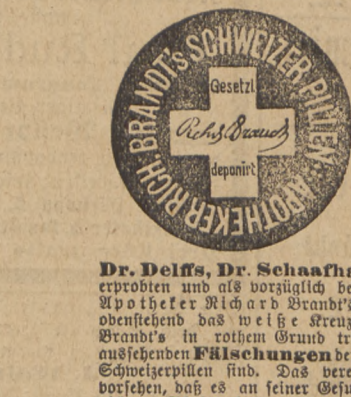 APOTHEKER RICH. BRANDT's SCHWEIZER PILLEN.
Gesetzl
Richd Brandt
deponirt
Dr. Delffs, Dr. Schaafha
erprobten und als vorzüglich be
Apotheker Richard Brandt's
obenstehend das weiße Kreuz
Brandt's in rothem Grund tr
aussehenden Fälschungen de
Schweizerpillen sind. Das vere
vorsehen, daß es an seiner Gesu